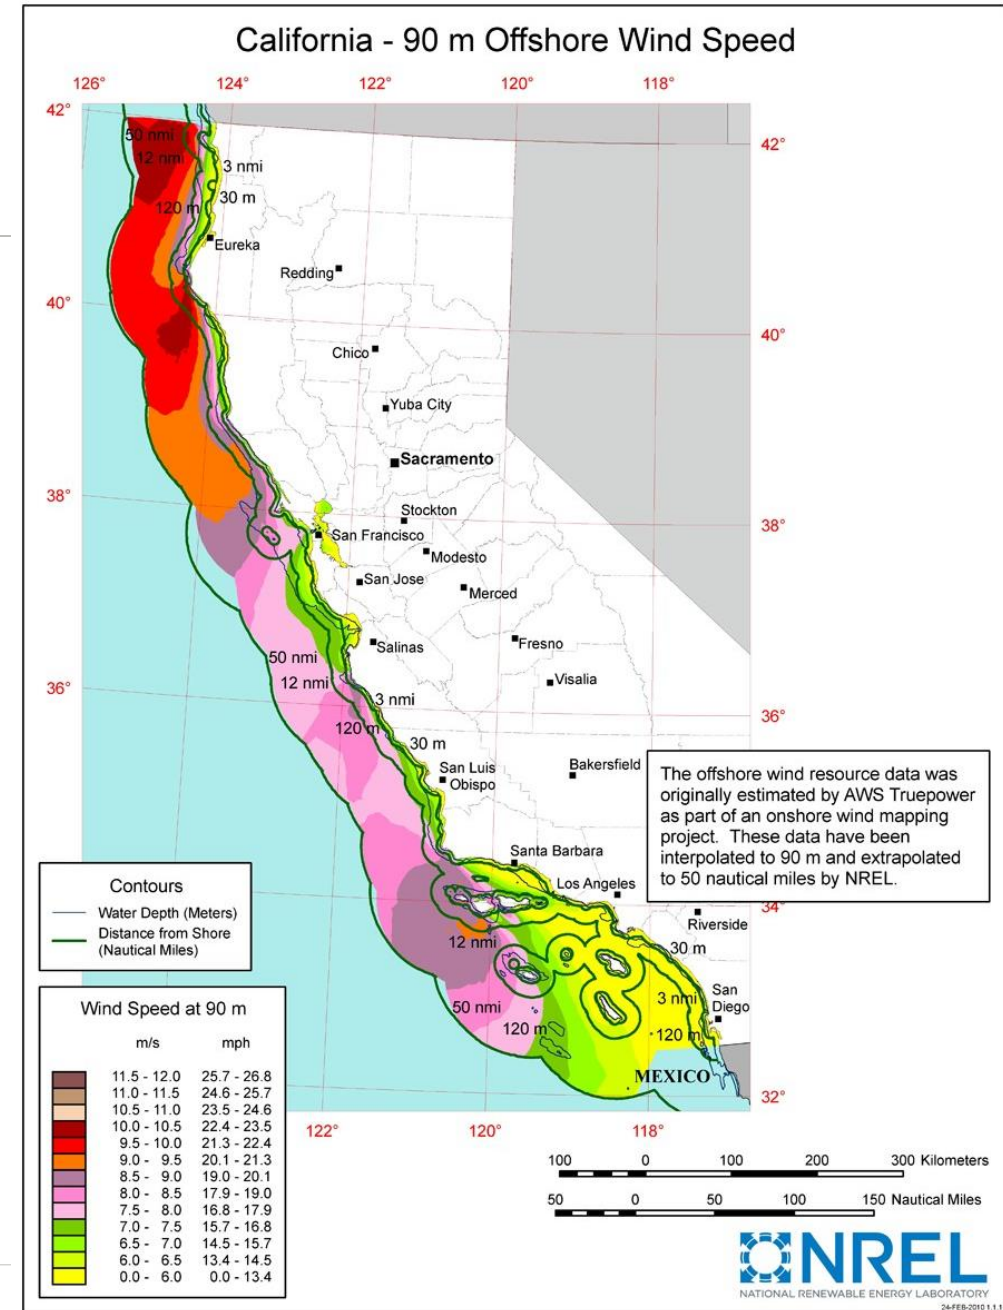 California - 90 m Offshore Wind Speed
126°
124°
122°
120°
118°
42°
42°
50 nmi
12 nmi
3 nmi
30 m
120 m
Eureka
Redding
40°
40°
Chico
Yuba City
Sacramento
38°
38°
Stockton
San Francisco
Modesto
San Jose
Merced
Salinas
Fresno
50 nmi
12 nmi
Visalia
36°
3 nmi
36°
120 m
30 m
San Luis
Obispo
Bakersfield
The offshore wind resource data was
originally estimated by AWS Truepower
as part of an onshore wind mapping
project. These data have been
interpolated to 90 m and extrapolated
to 50 nautical miles by NREL.
Santa Barbara
Los Angeles
34°
Riverside
12 nmi
30 m
50 nmi
3 nmi
San
Diego
120 m
120 m
MEXICO
32°
122°
120°
118°
Contours
Water Depth (Meters)
Distance from Shore
(Nautical Miles)
Wind Speed at 90 m
m/s mph
11.5 - 12.0 25.7 - 26.8
11.0 - 11.5 24.6 - 25.7
10.5 - 11.0 23.5 - 24.6
10.0 - 10.5 22.4 - 23.5
9.5 - 10.0 21.3 - 22.4
9.0 - 9.5 20.1 - 21.3
8.5 - 9.0 19.0 - 20.1
8.0 - 8.5 17.9 - 19.0
7.5 - 8.0 16.8 - 17.9
7.0 - 7.5 15.7 - 16.8
6.5 - 7.0 14.5 - 15.7
6.0 - 6.5 13.4 - 14.5
0.0 - 6.0 0.0 - 13.4
100 0 100 200 300 Kilometers
50 0 50 100 150 Nautical Miles
NREL
NATIONAL RENEWABLE ENERGY LABORATORY
24-FEB-2010 1.1.1